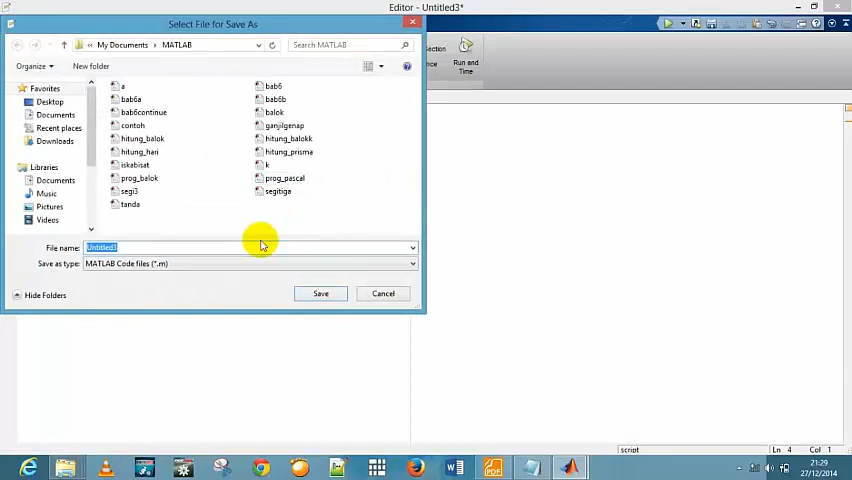 Editor - Untitled3*
Select File for Save As
« My Documents ▸ MATLAB
Search MATLAB
Organize
New folder
Section
nce
Run and
Time
Favorites
Desktop
Documents
Recent places
Downloads
Libraries
Documents
Music
Pictures
Videos
a
bab6a
bab6continue
contoh
hitung_balok
hitung_hari
iskabisat
prog_balok
segi3
tanda
bab6
bab6b
balok
ganjilgenap
hitung_balokk
hitung_prisma
k
prog_pascal
segitiga
File name: Untitled3
Save as type: MATLAB Code files (*.m)
Hide Folders
Save
Cancel
script
Ln 4 Col 1
21:29
27/12/2014